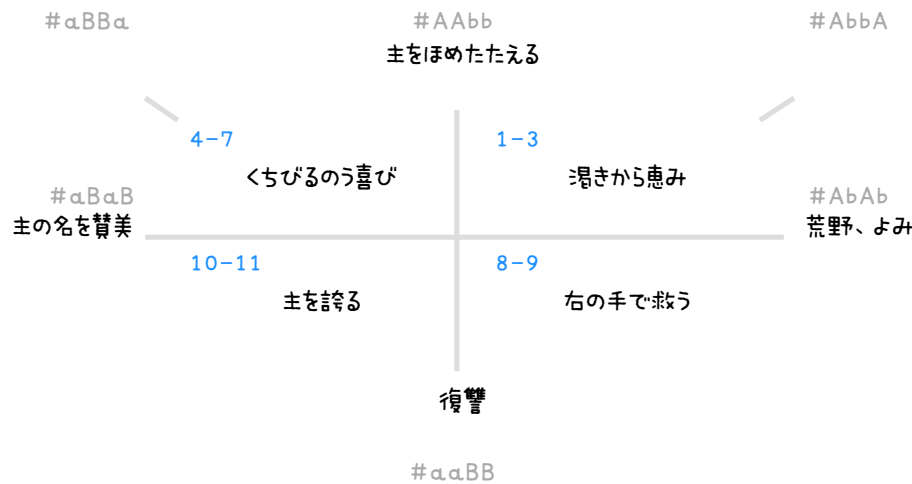 #aBBa
#AAbb
#AbbA
主をほめたたえる
4-7
1-3
くちびるのう喜び
渇きから恵み
#aBaB
#AbAb
主の名を賛美
荒野、よみ
10-11
8-9
主を誇る
右の手で救う
復讐
#aaBB